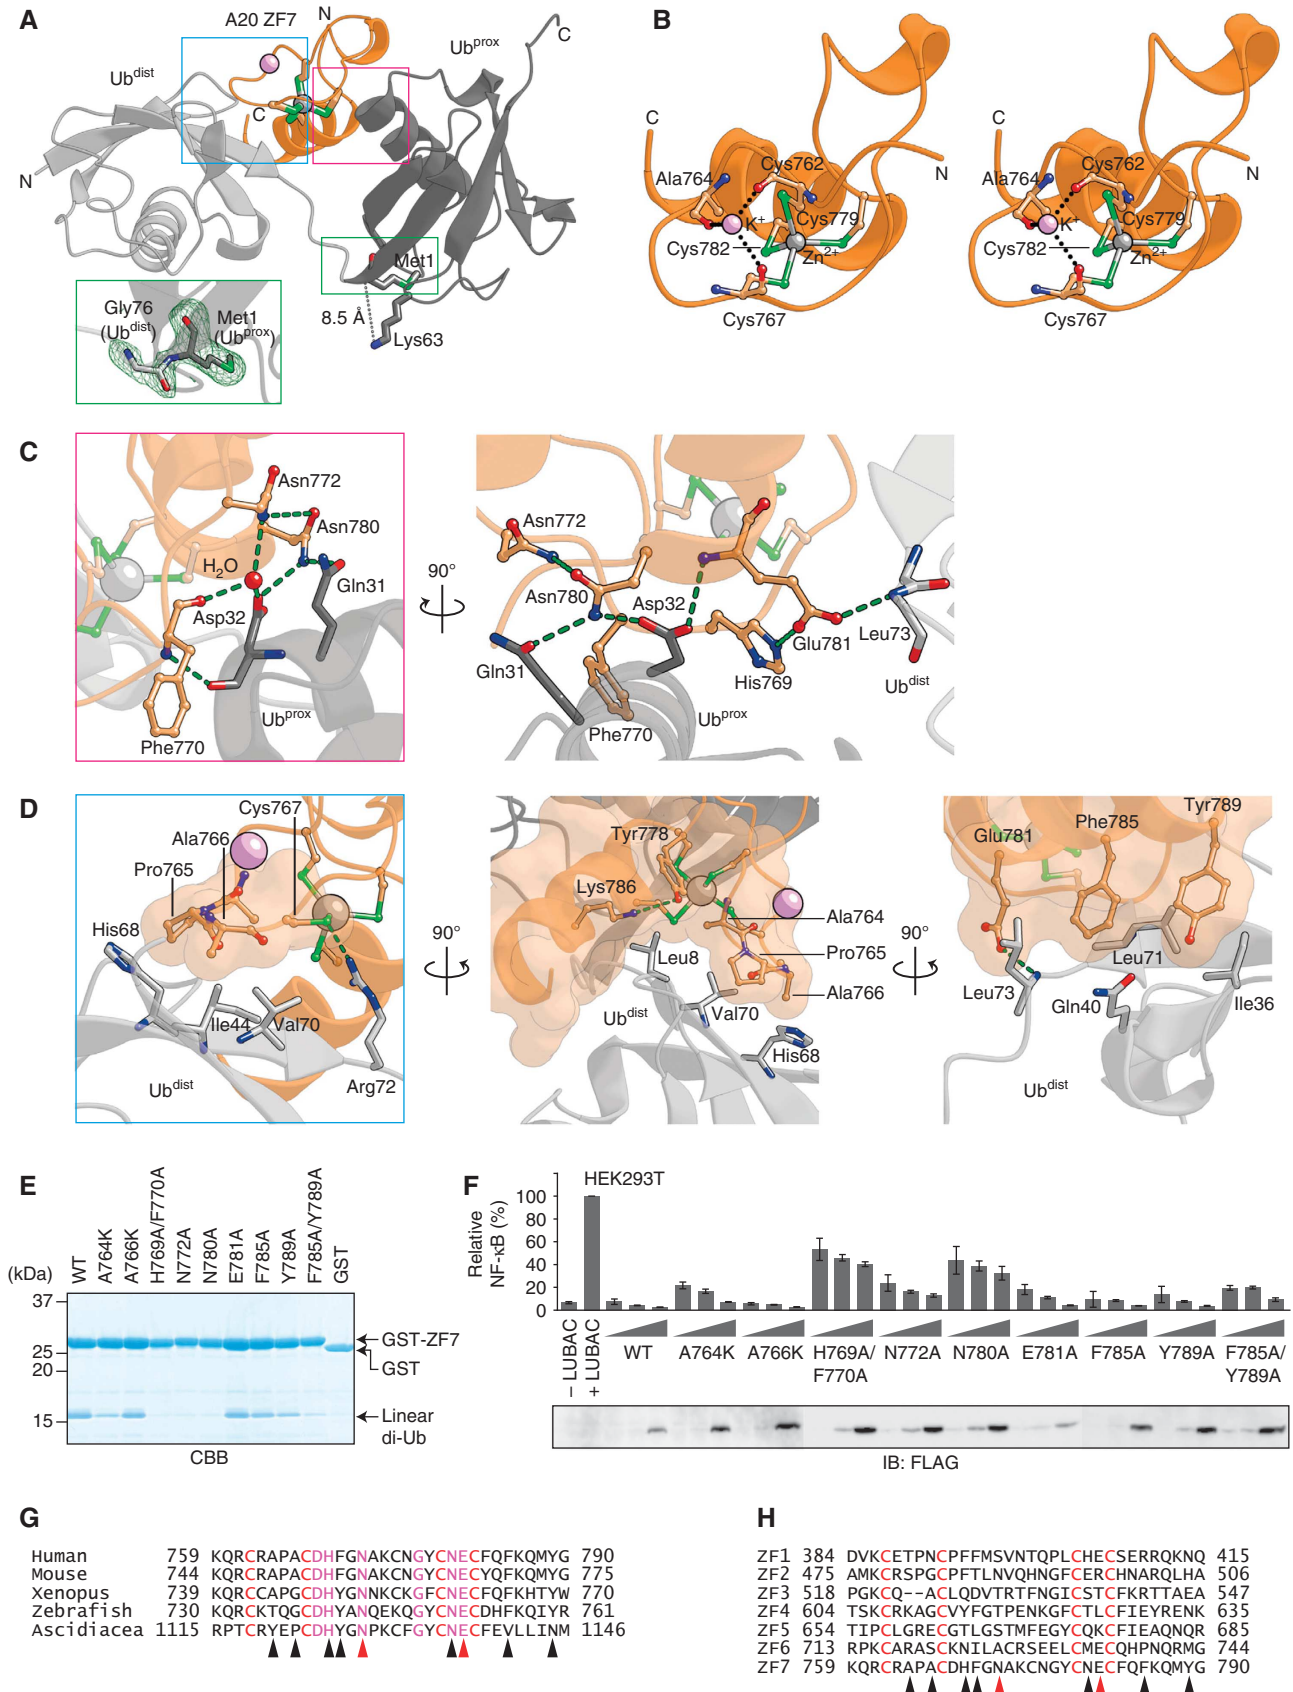 A
A20 ZF7
N
Ub^dist
Ub^prox
C
C
N
Met1
8.5 Å
Lys63
Gly76
(Ub^dist)
Met1
(Ub^prox)
B
C
N
Ala764
Cys762
K+
Cys779
Cys782
Zn2+
Cys767
C
N
Ala764
Cys762
K+
Cys779
Cys782
Zn2+
Cys767
C
Asn772
Asn780
H2O
Gln31
Asp32
Ub^prox
Phe770
90°
Asn772
Asn780
Asp32
Gln31
Glu781
Leu73
His769
Ub^dist
Ub^prox
Phe770
D
Cys767
Ala766
Pro765
His68
Ile44
Val70
Ub^dist
Arg72
90°
Tyr778
Lys786
Ala764
Leu8
Pro765
Ala766
Ub^dist
Val70
His68
90°
Tyr789
Glu781
Phe785
Leu71
Leu73
Gln40
Ile36
Ub^dist
E
(kDa)
WT
A764K
A766K
H769A/F770A
N772A
N780A
E781A
F785A
Y789A
F785A/Y789A
GST
37
25
20
15
GST-ZF7
GST
Linear
di-Ub
CBB
F
HEK293T
Relative
NF-κB (%)
100
80
60
40
20
0
– LUBAC
+ LUBAC
WT
A764K
A766K
H769A/
F770A
N772A
N780A
E781A
F785A
Y789A
F785A/
Y789A
IB: FLAG
G
Human 759 KQRCRAPACDHFGNAKCNGYCNECFQFKQMYG 790
Mouse 744 KQRCRAPACDHFGNAKCNGYCNECYQFKQMYG 775
Xenopus 739 KQRCCAPGCDHYNNKCKGFCNECFQFKHTYW 770
Zebrafish 730 KQRCKTQGCDHYANQEKQGYCNECDHFKQIYR 761
Ascidiacea 1115 RPTCRYEPCDHYGNPKCFGYCNECFEVLLINM 1146
H
ZF1 384 DVKCETPNCPFFMSVNTQPLCHECSERRQKNQ 415
ZF2 475 AMKCRSPGCPFTLNVQHNGFCERCHNARQLHA 506
ZF3 518 PGKCQ--ACLQDVTRTFNGICSTCFKRTTAEA 547
ZF4 604 TSKCRKAGCVYFGTPENKGFCTLCFIEYRENK 635
ZF5 654 TIPCLGRECGTLGSTMFEGYCQKCFIEAQNQR 685
ZF6 713 RPKCARASCKNILACRSEELCMECQHPNQRMG 744
ZF7 759 KQRCRAPACDHFGNAKCNGYCNECFQFKQMYG 790